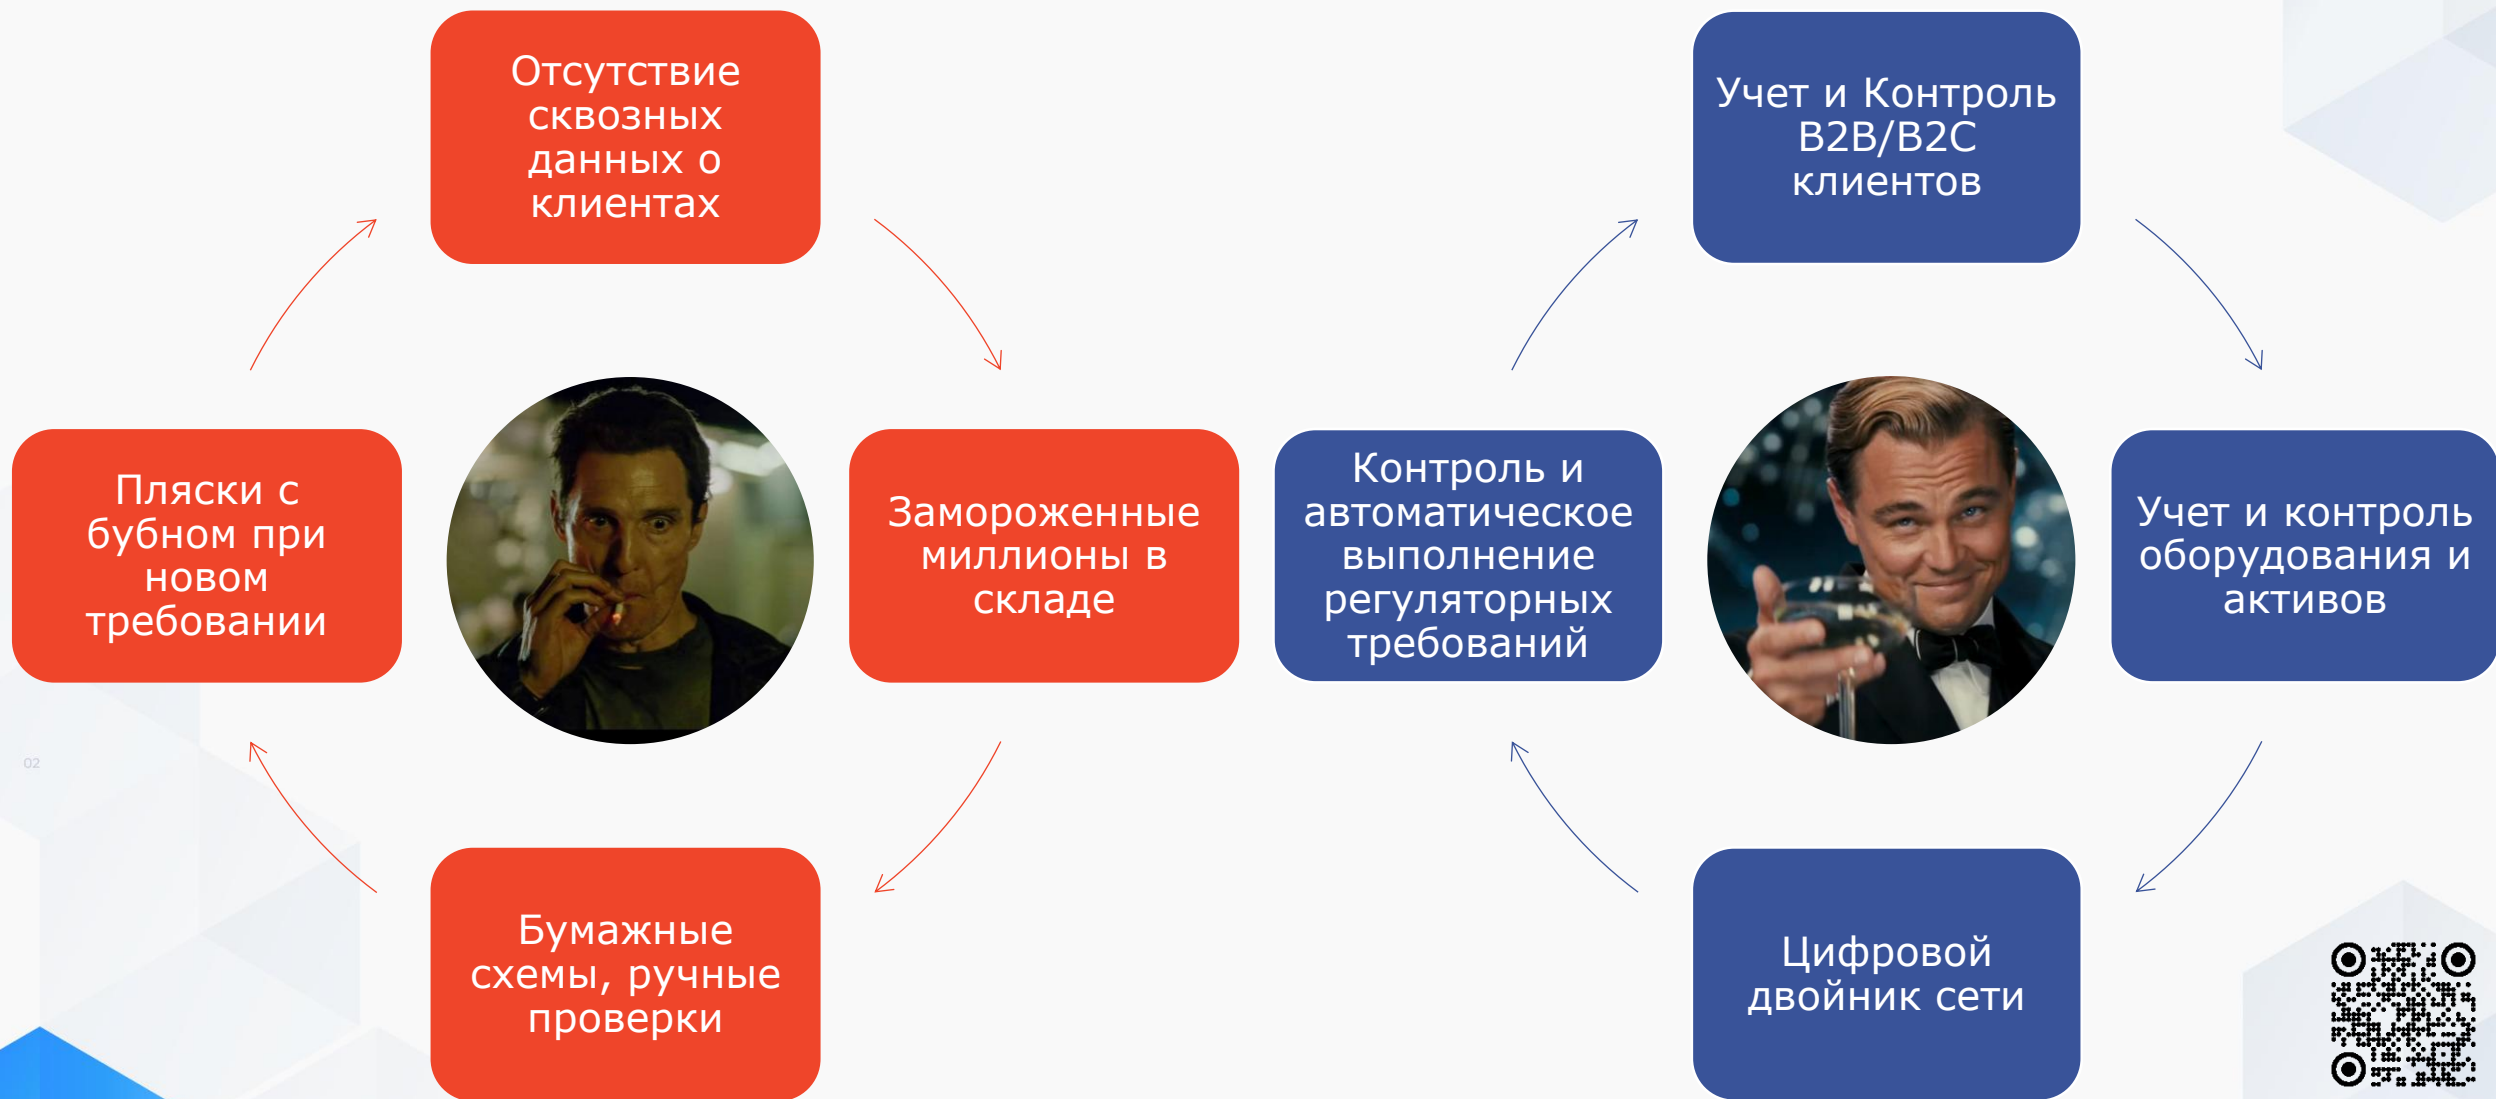 Отсутствие
сквозных
данных о
клиентах
Замороженные
миллионы в
складе
Бумажные
схемы, ручные
проверки
Пляски с
бубном при
новом
требовании
Учет и Контроль
B2B/B2C
клиентов
Учет и контроль
оборудования и
активов
Цифровой
двойник сети
Контроль и
автоматическое
выполнение
регуляторных
требований
02